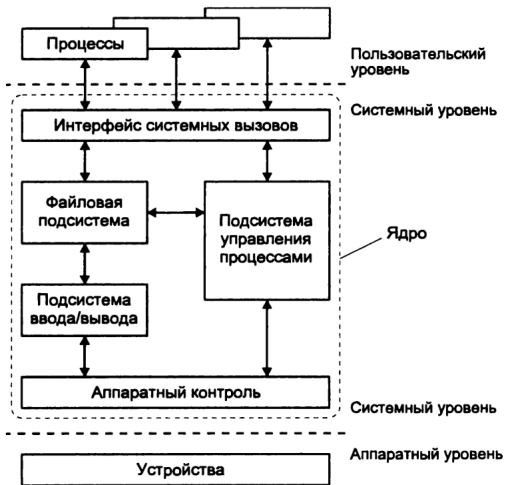 Процессы
Пользовательский
уровень
Системный уровень
Интерфейс системных вызовов
Файловая
подсистема
Подсистема
управления
процессами
Ядро
Подсистема
ввода/вывода
Аппаратный контроль
Системный уровень
Аппаратный уровень
Устройства